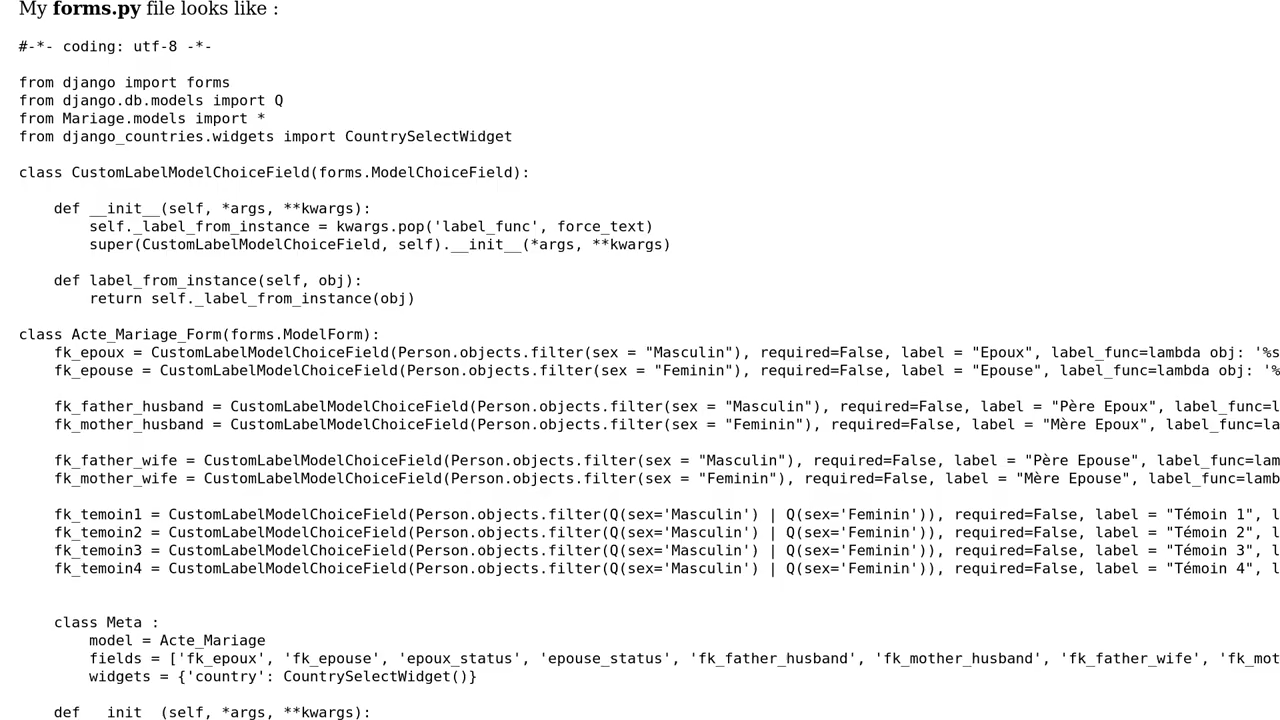 My forms.py file looks like :
#-*- coding: utf-8 -*-
from django import forms
from django.db.models import Q
from Mariage.models import *
from django_countries.widgets import CountrySelectWidget
class CustomLabelModelChoiceField(forms.ModelChoiceField):
    def __init__(self, *args, **kwargs):
        self._label_from_instance = kwargs.pop('label_func', force_text)
        super(CustomLabelModelChoiceField, self).__init__(*args, **kwargs)
    def label_from_instance(self, obj):
        return self._label_from_instance(obj)
class Acte_Mariage_Form(forms.ModelForm):
    fk_epoux = CustomLabelModelChoiceField(Person.objects.filter(sex = "Masculin"), required=False, label = "Epoux", label_func=lambda obj: '%s
    fk_epouse = CustomLabelModelChoiceField(Person.objects.filter(sex = "Feminin"), required=False, label = "Epouse", label_func=lambda obj: '%
    fk_father_husband = CustomLabelModelChoiceField(Person.objects.filter(sex = "Masculin"), required=False, label = "Père Epoux", label_func=l
    fk_mother_husband = CustomLabelModelChoiceField(Person.objects.filter(sex = "Feminin"), required=False, label = "Mère Epoux", label_func=la
    fk_father_wife = CustomLabelModelChoiceField(Person.objects.filter(sex = "Masculin"), required=False, label = "Père Epouse", label_func=lam
    fk_mother_wife = CustomLabelModelChoiceField(Person.objects.filter(sex = "Feminin"), required=False, label = "Mère Epouse", label_func=lamb
    fk_temoin1 = CustomLabelModelChoiceField(Person.objects.filter(Q(sex='Masculin') | Q(sex='Feminin')), required=False, label = "Témoin 1", l
    fk_temoin2 = CustomLabelModelChoiceField(Person.objects.filter(Q(sex='Masculin') | Q(sex='Feminin')), required=False, label = "Témoin 2", l
    fk_temoin3 = CustomLabelModelChoiceField(Person.objects.filter(Q(sex='Masculin') | Q(sex='Feminin')), required=False, label = "Témoin 3", l
    fk_temoin4 = CustomLabelModelChoiceField(Person.objects.filter(Q(sex='Masculin') | Q(sex='Feminin')), required=False, label = "Témoin 4", l
    class Meta :
        model = Acte_Mariage
        fields = ['fk_epoux', 'fk_epouse', 'epoux_status', 'epouse_status', 'fk_father_husband', 'fk_mother_husband', 'fk_father_wife', 'fk_mot
        widgets = {'country': CountrySelectWidget()}
    def __init__(self, *args, **kwargs):